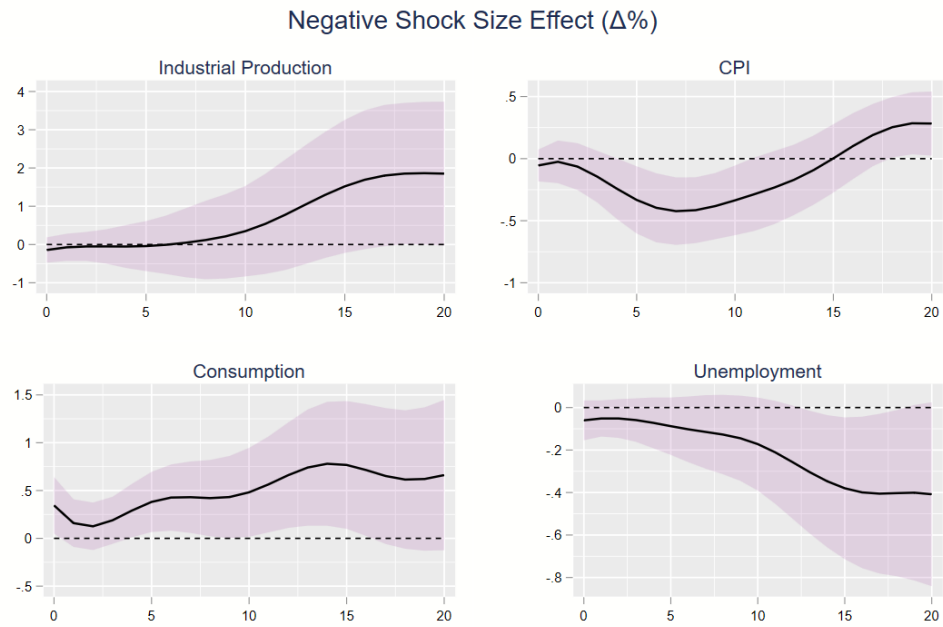 Negative Shock Size Effect (Δ%)
Industrial Production
4
3
2
1
0
-1
0 5 10 15 20
CPI
.5
0
-.5
-1
0 5 10 15 20
Consumption
1.5
1
.5
0
-.5
0 5 10 15 20
Unemployment
0
-.2
-.4
-.6
-.8
0 5 10 15 20